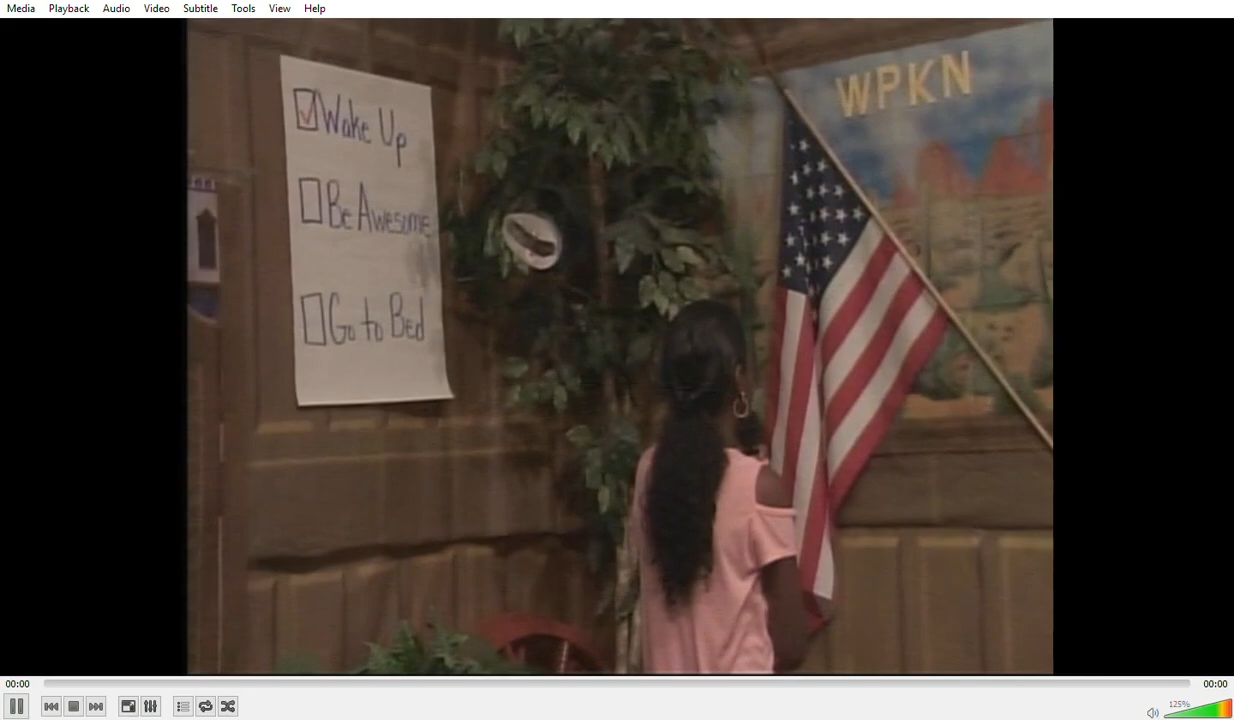 Media Playback Audio Video Subtitle Tools View Help
WPKN
Wake Up
Be Awesome
Go to Bed
00:00 00:00
125%